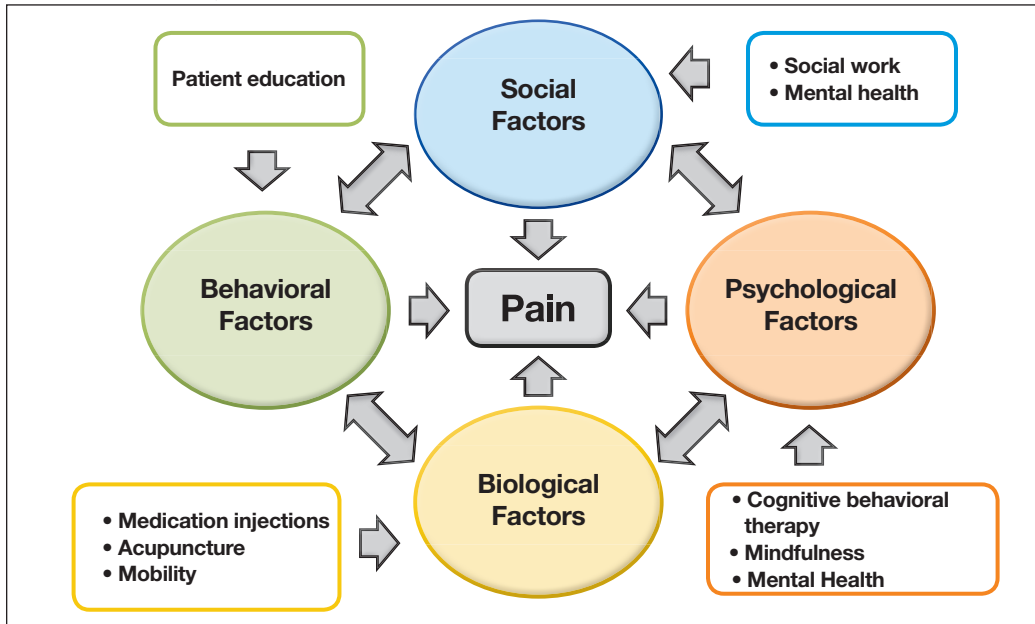 Patient education
Social
Factors
• Social work
• Mental health
Behavioral
Factors
Pain
Psychological
Factors
Biological
Factors
• Medication injections
• Acupuncture
• Mobility
• Cognitive behavioral
therapy
• Mindfulness
• Mental Health